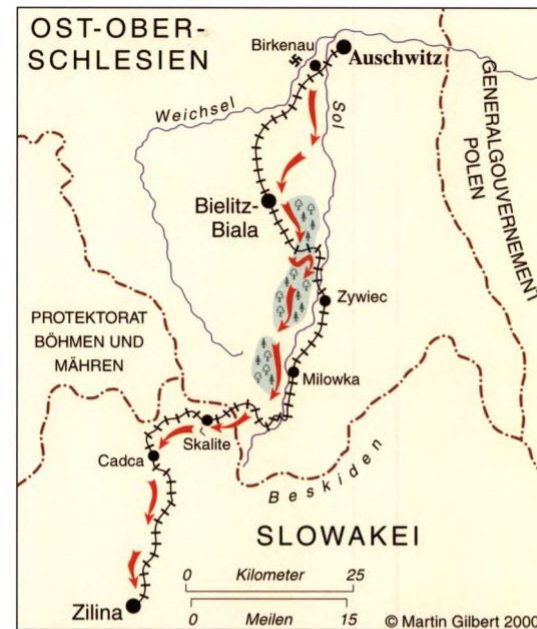 OST-OBER-
SCHLESIEN
Birkenau
Auschwitz
Weichsel
Sol
GENERALGOUVERNEMENT
POLEN
Bielitz-
Biala
Zywiec
PROTEKTORAT
BÖHMEN UND
MÄHREN
Milowka
Skalite
Cadca
Beskiden
SLOWAKEI
0 Kilometer 25
0 Meilen 15
Zilina
© Martin Gilbert 2000